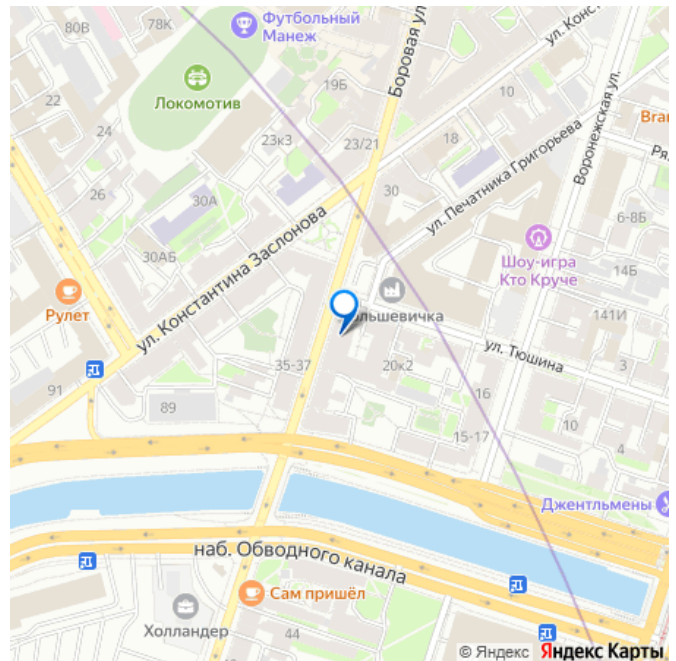 80В
78К
Футбольный
Манеж
Боровая ул
ул. Конс
22
Локомотив
19Б
10
Воронежская ул.
24
23к3
23/21
18
Bra
Ря
26
30А
30
ул. Печатника Григорьева
6-8Б
30АБ
ул. Константина Заслонова
Шоу-игра
Кто Круче
14Б
Рулет
льшевичка
141И
ул. Тюшина
35-37
20к2
3
91
89
16
10
15-17
4
Джентльмены
наб. Обводного канала
Сам пришёл
Холландер
44
© Яндекс Яндекс Карты